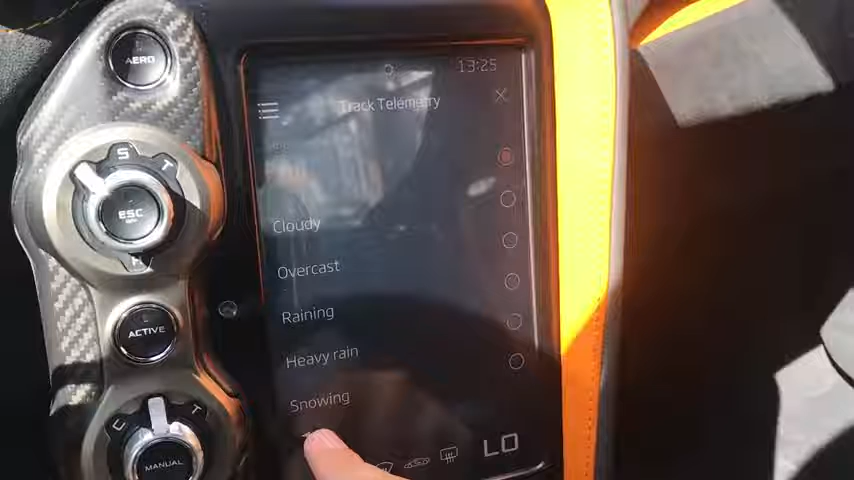 AERO
13:25
Track Telemetry
S
T
ESC
Cloudy
Overcast
Raining
ACTIVE
Heavy rain
Snowing
C
T
LO
MANUAL